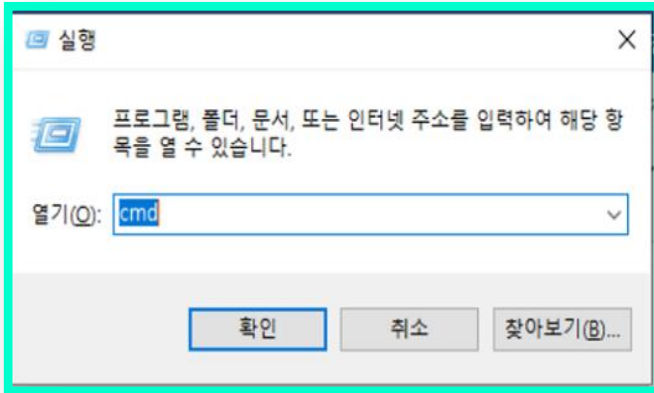 실행
프로그램, 폴더, 문서, 또는 인터넷 주소를 입력하여 해당 항
목을 열 수 있습니다.
열기(O): cmd
확인 취소 찾아보기(B)...